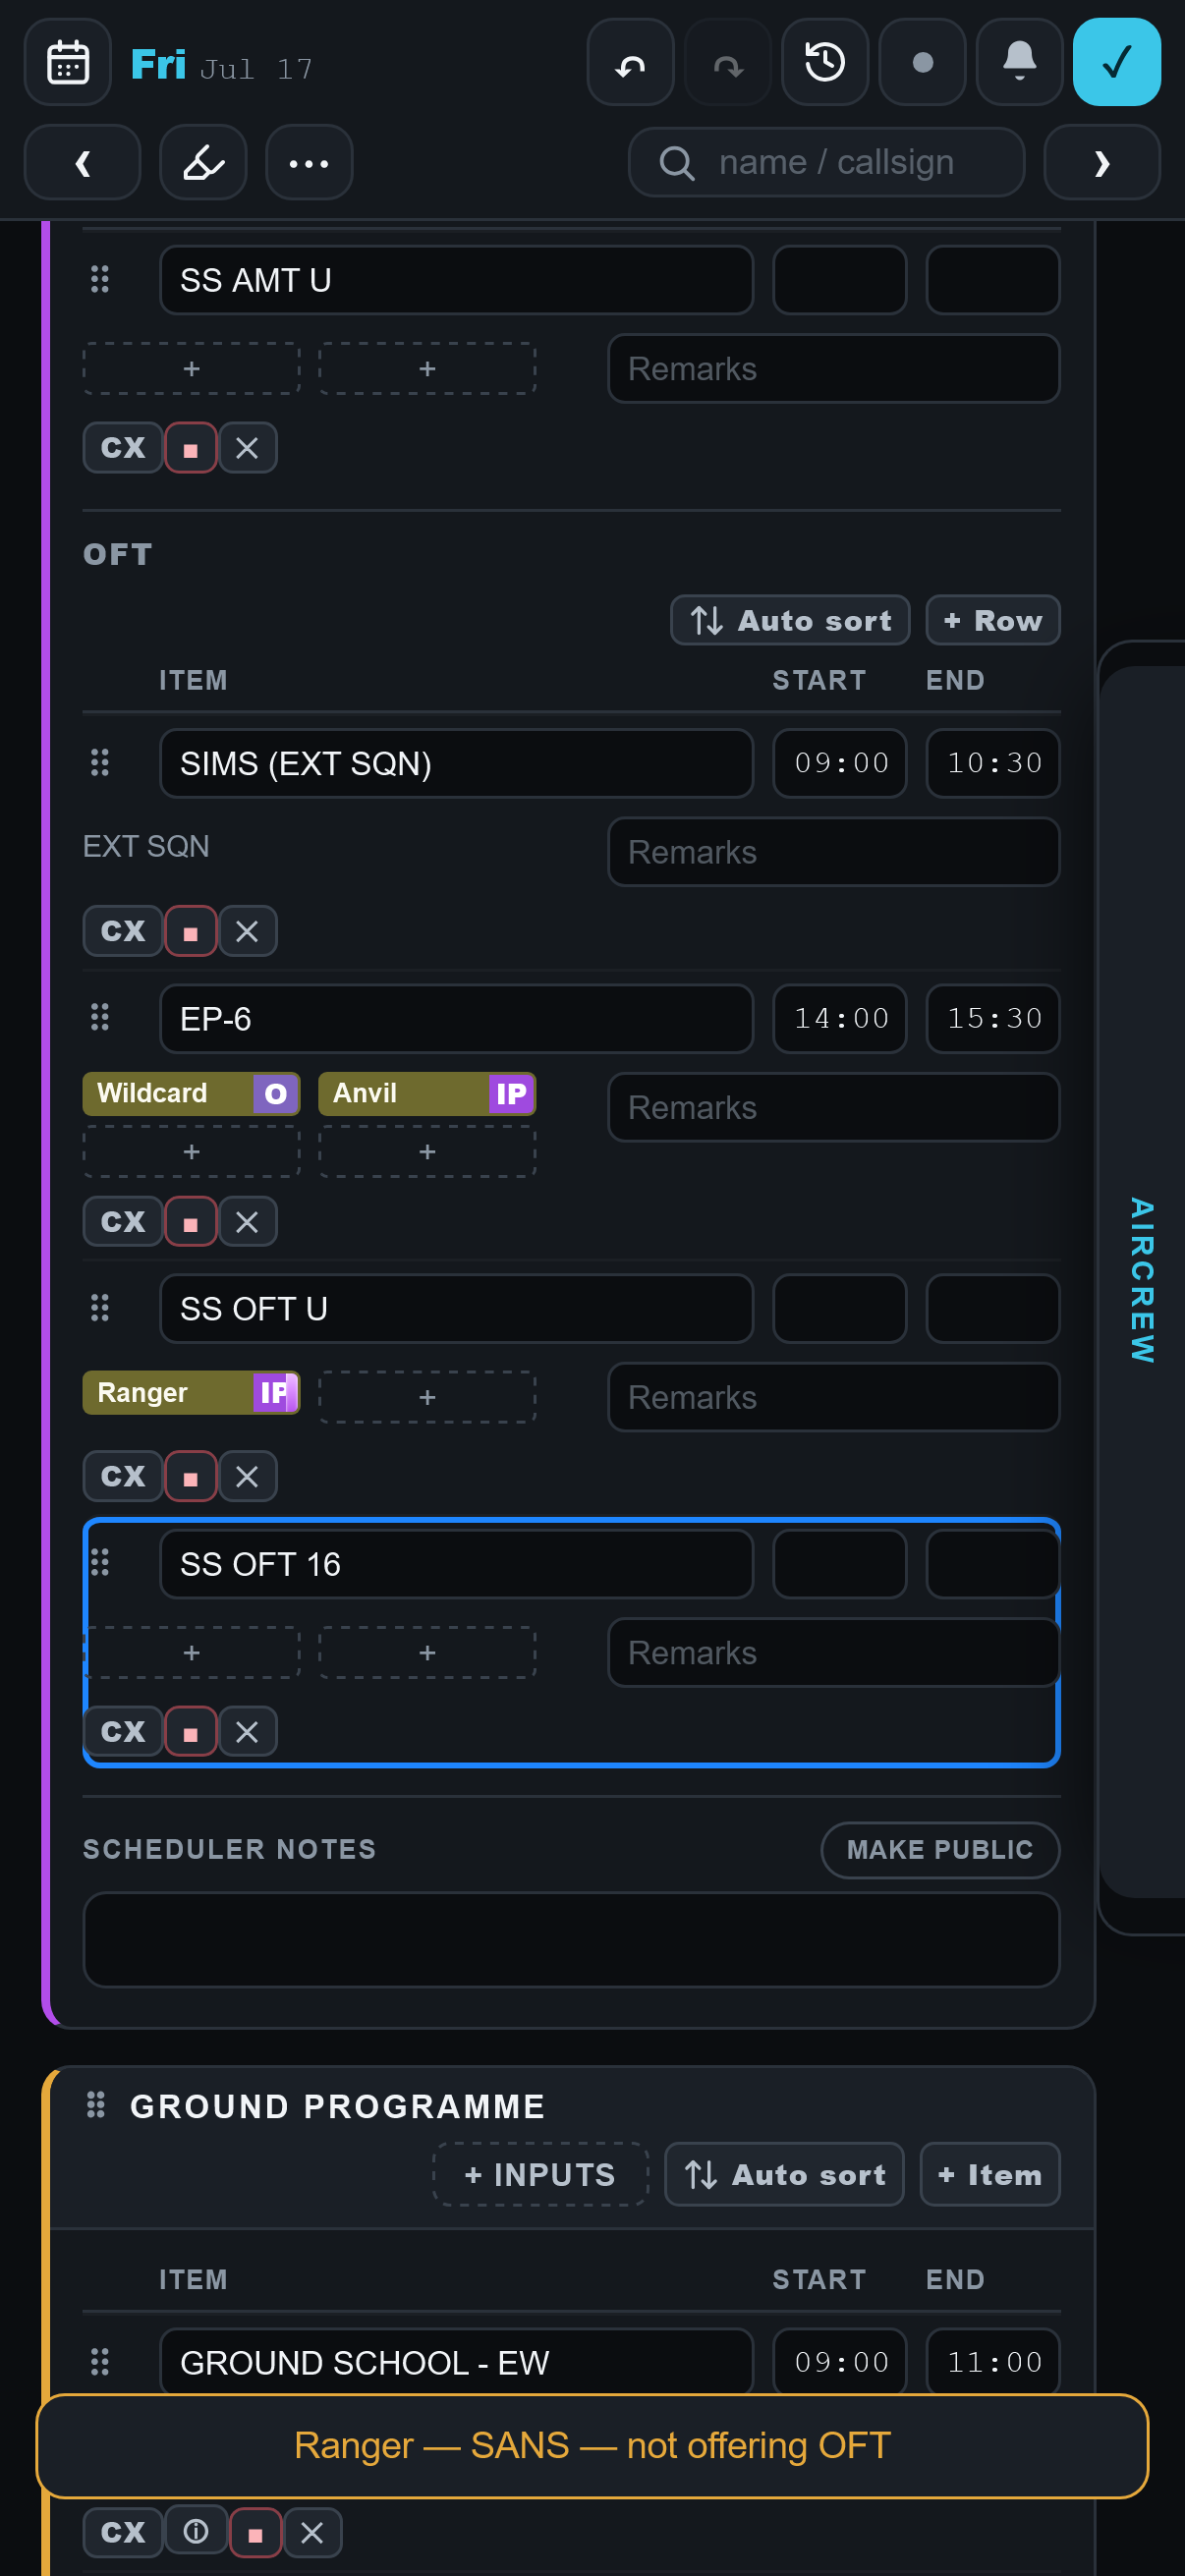 Fri Jul 17
name / callsign
SS AMT U
+ +
Remarks
CX
OFT
Auto sort + Row
ITEM START END
SIMS (EXT SQN) 09:00 10:30
EXT SQN
Remarks
CX
EP-6 14:00 15:30
Wildcard O Anvil IP
Remarks
+ +
CX
SS OFT U
Ranger IP +
Remarks
CX
SS OFT 16
+ +
Remarks
CX
SCHEDULER NOTES MAKE PUBLIC
AIRCREW
GROUND PROGRAMME
+ INPUTS Auto sort + Item
ITEM START END
GROUND SCHOOL - EW 09:00 11:00
Ranger — SANS — not offering OFT
CX